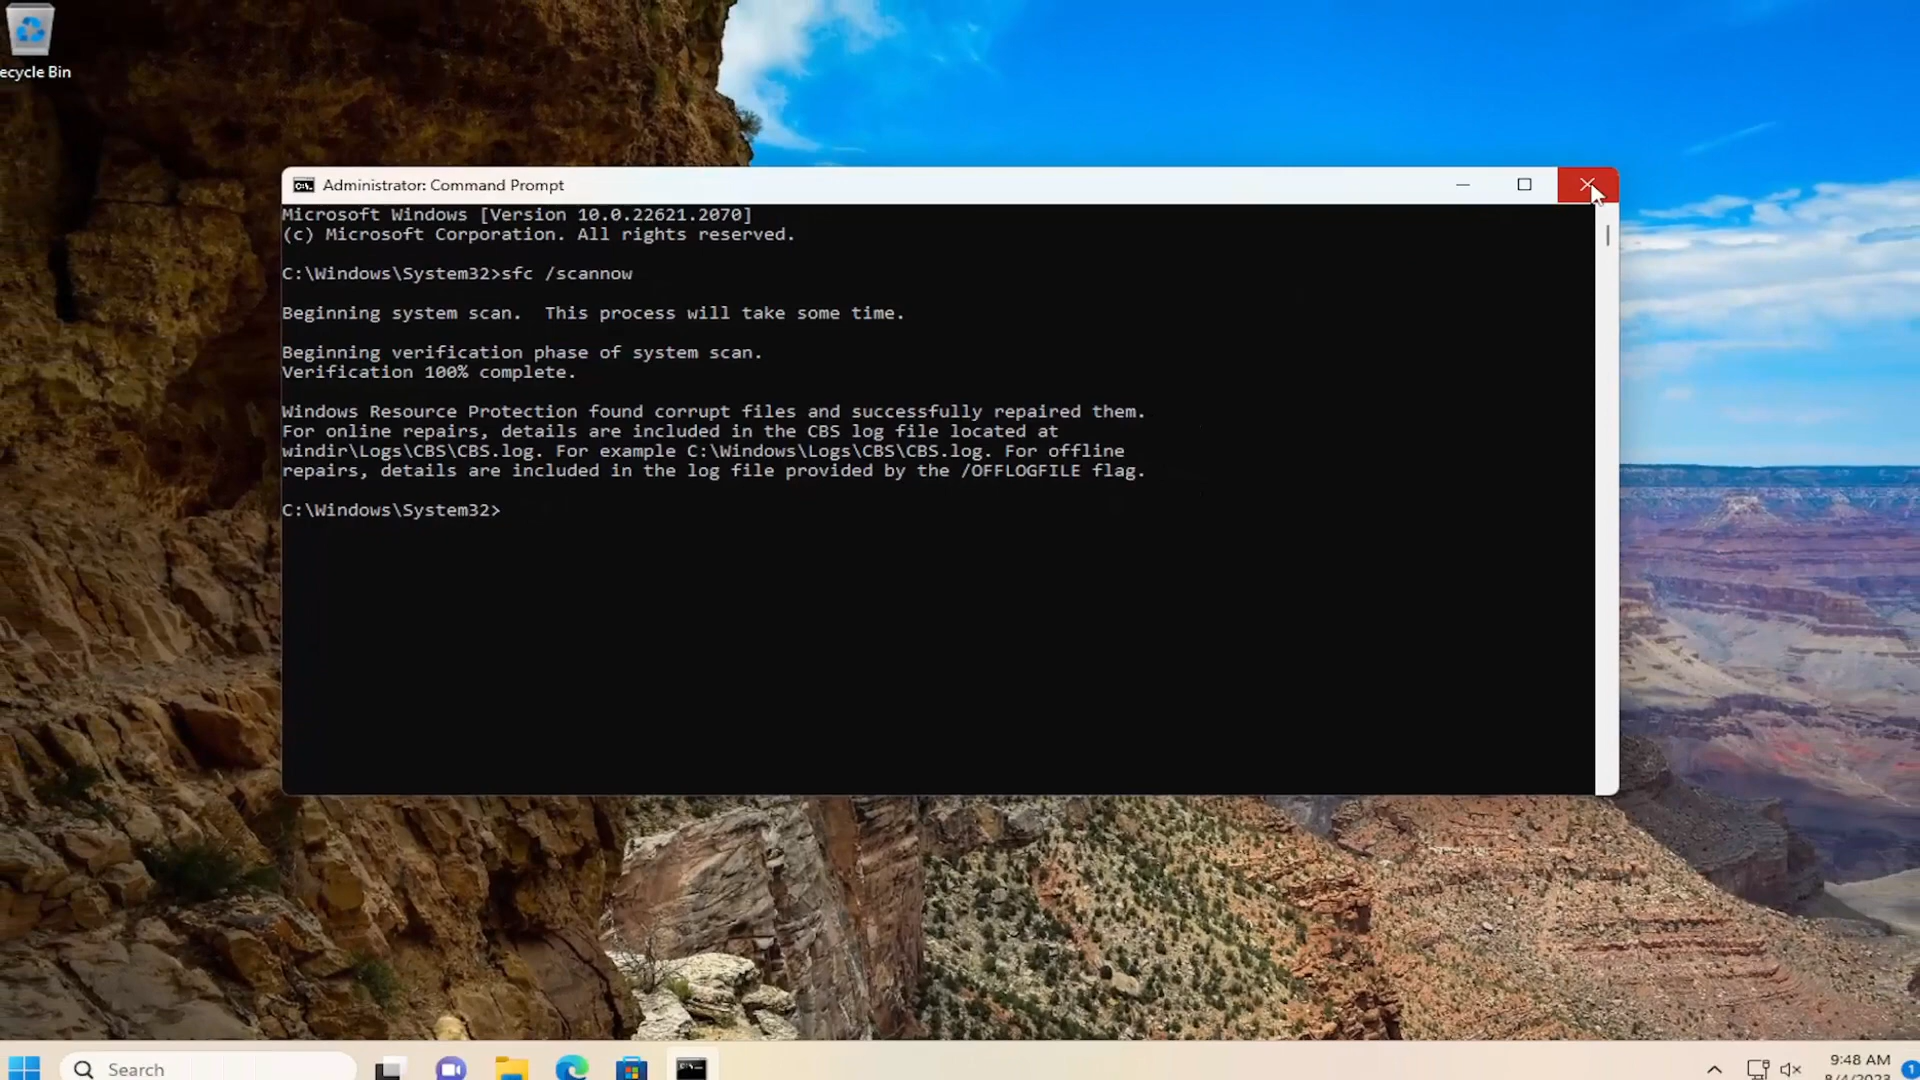 ecycle Bin
Administrator: Command Prompt
Microsoft Windows [Version 10.0.22621.2070]
(c) Microsoft Corporation. All rights reserved.
C:\Windows\System32>sfc /scannow
Beginning system scan.  This process will take some time.
Beginning verification phase of system scan.
Verification 100% complete.
Windows Resource Protection found corrupt files and successfully repaired them.
For online repairs, details are included in the CBS log file located at
windir\Logs\CBS\CBS.log. For example C:\Windows\Logs\CBS\CBS.log. For offline
repairs, details are included in the log file provided by the /OFFLOGFILE flag.
C:\Windows\System32>
Search
9:48 AM
8/4/2023
1